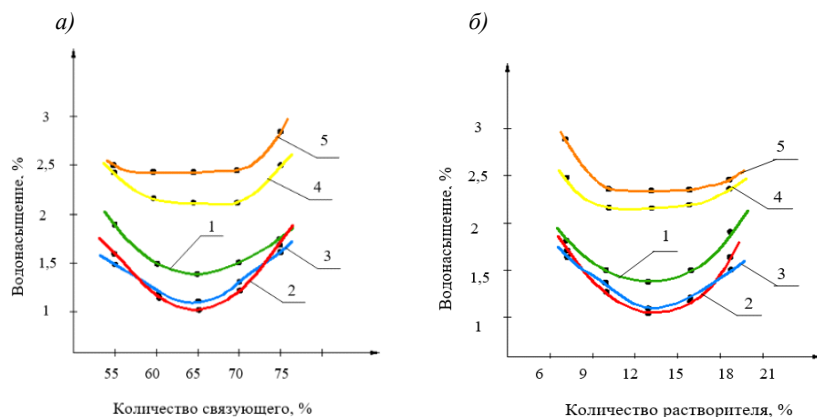 а)
Водонасыщение, %
3
2,5
2
1,5
1
55 60 65 70 75
Количество связующего, %
5
4
1
3
2
б)
Водонасыщение, %
3
2,5
2
1,5
1
6 9 12 13 16 18 21
Количество растворителя, %
5
4
1
3
2